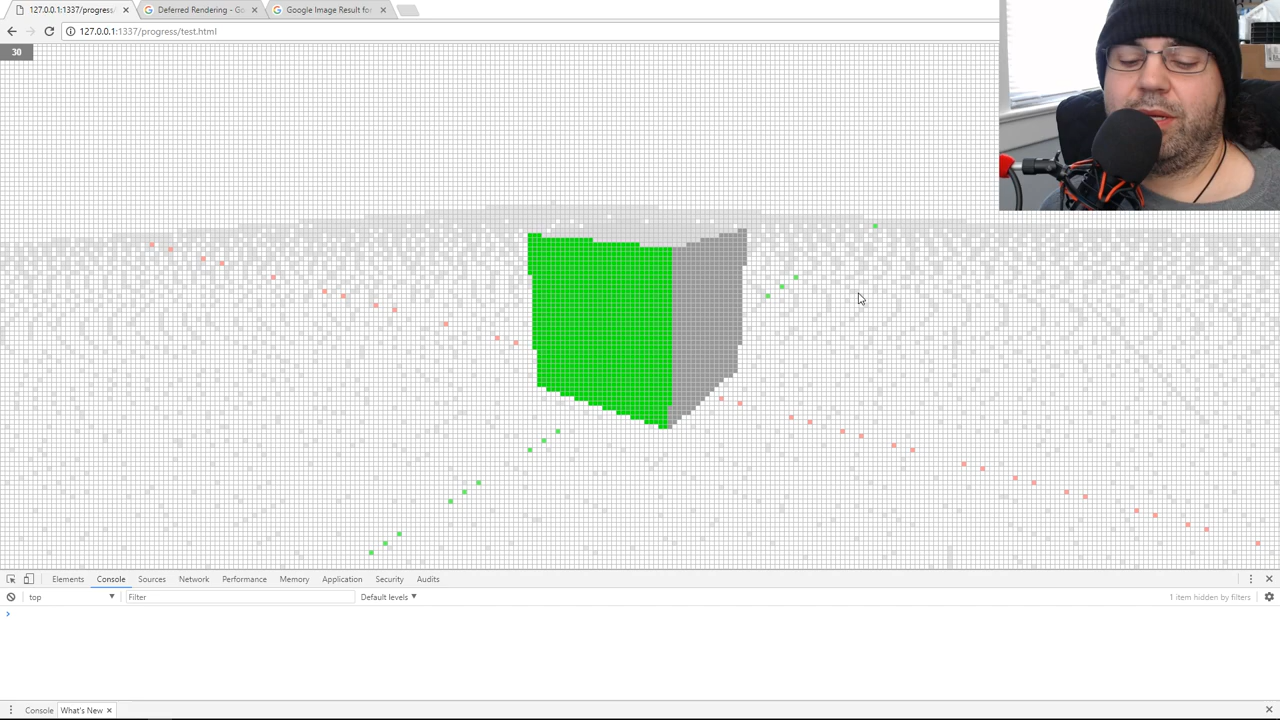 127.0.0.1:1337/progress/
Deferred Rendering - Go
Google Image Result for
127.0.0.1:1337/progress/test.html
30
Elements Console Sources Network Performance Memory Application Security Audits
top Filter Default levels 1 item hidden by filters
Console What's New